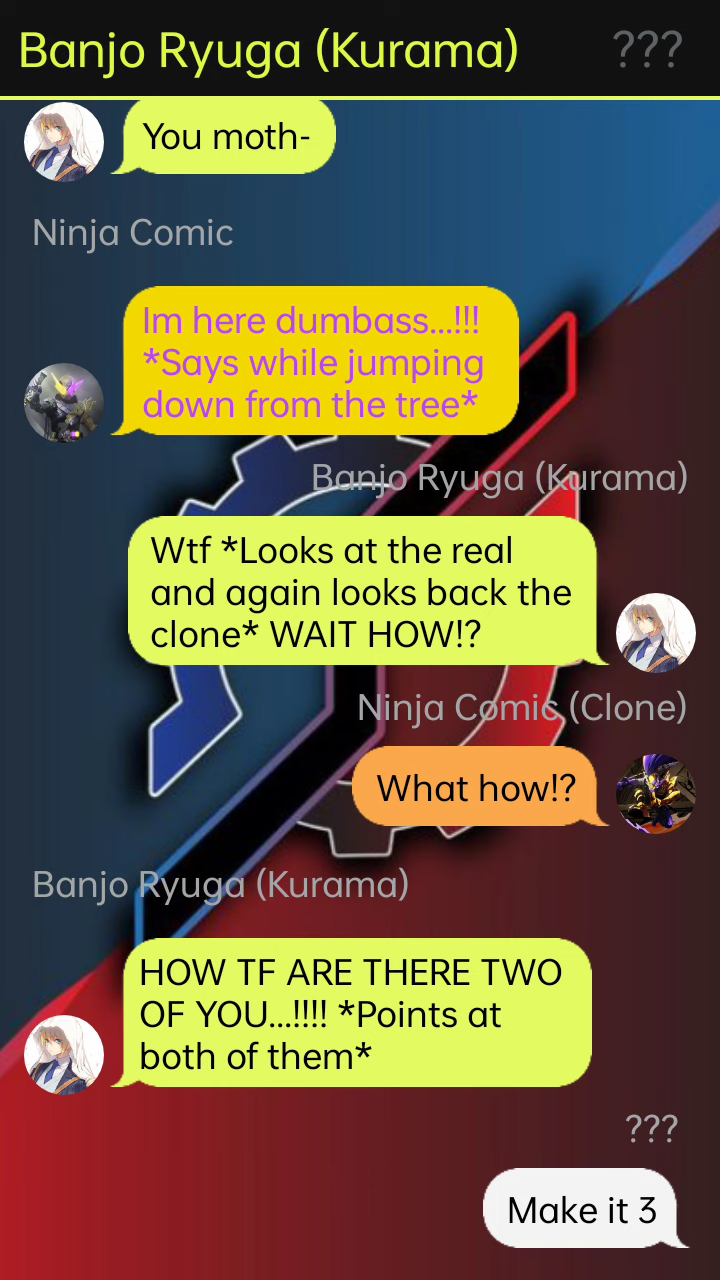 Banjo Ryuga (Kurama) ???
You moth-
Ninja Comic
Im here dumbass...!!!
*Says while jumping
down from the tree*
Banjo Ryuga (Kurama)
Wtf *Looks at the real
and again looks back the
clone* WAIT HOW!?
Ninja Comic (Clone)
What how!?
Banjo Ryuga (Kurama)
HOW TF ARE THERE TWO
OF YOU...!!!! *Points at
both of them*
???
Make it 3